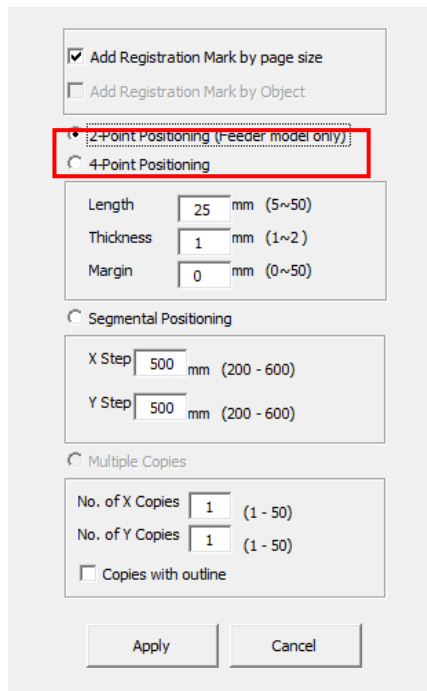 Add Registration Mark by page size
Add Registration Mark by Object
2-Point Positioning (Feeder model only)
4-Point Positioning
Length 25 mm (5~50)
Thickness 1 mm (1~2 )
Margin 0 mm (0~50)
Segmental Positioning
X Step 500 mm (200 - 600)
Y Step 500 mm (200 - 600)
Multiple Copies
No. of X Copies 1 (1 - 50)
No. of Y Copies 1 (1 - 50)
Copies with outline
Apply Cancel